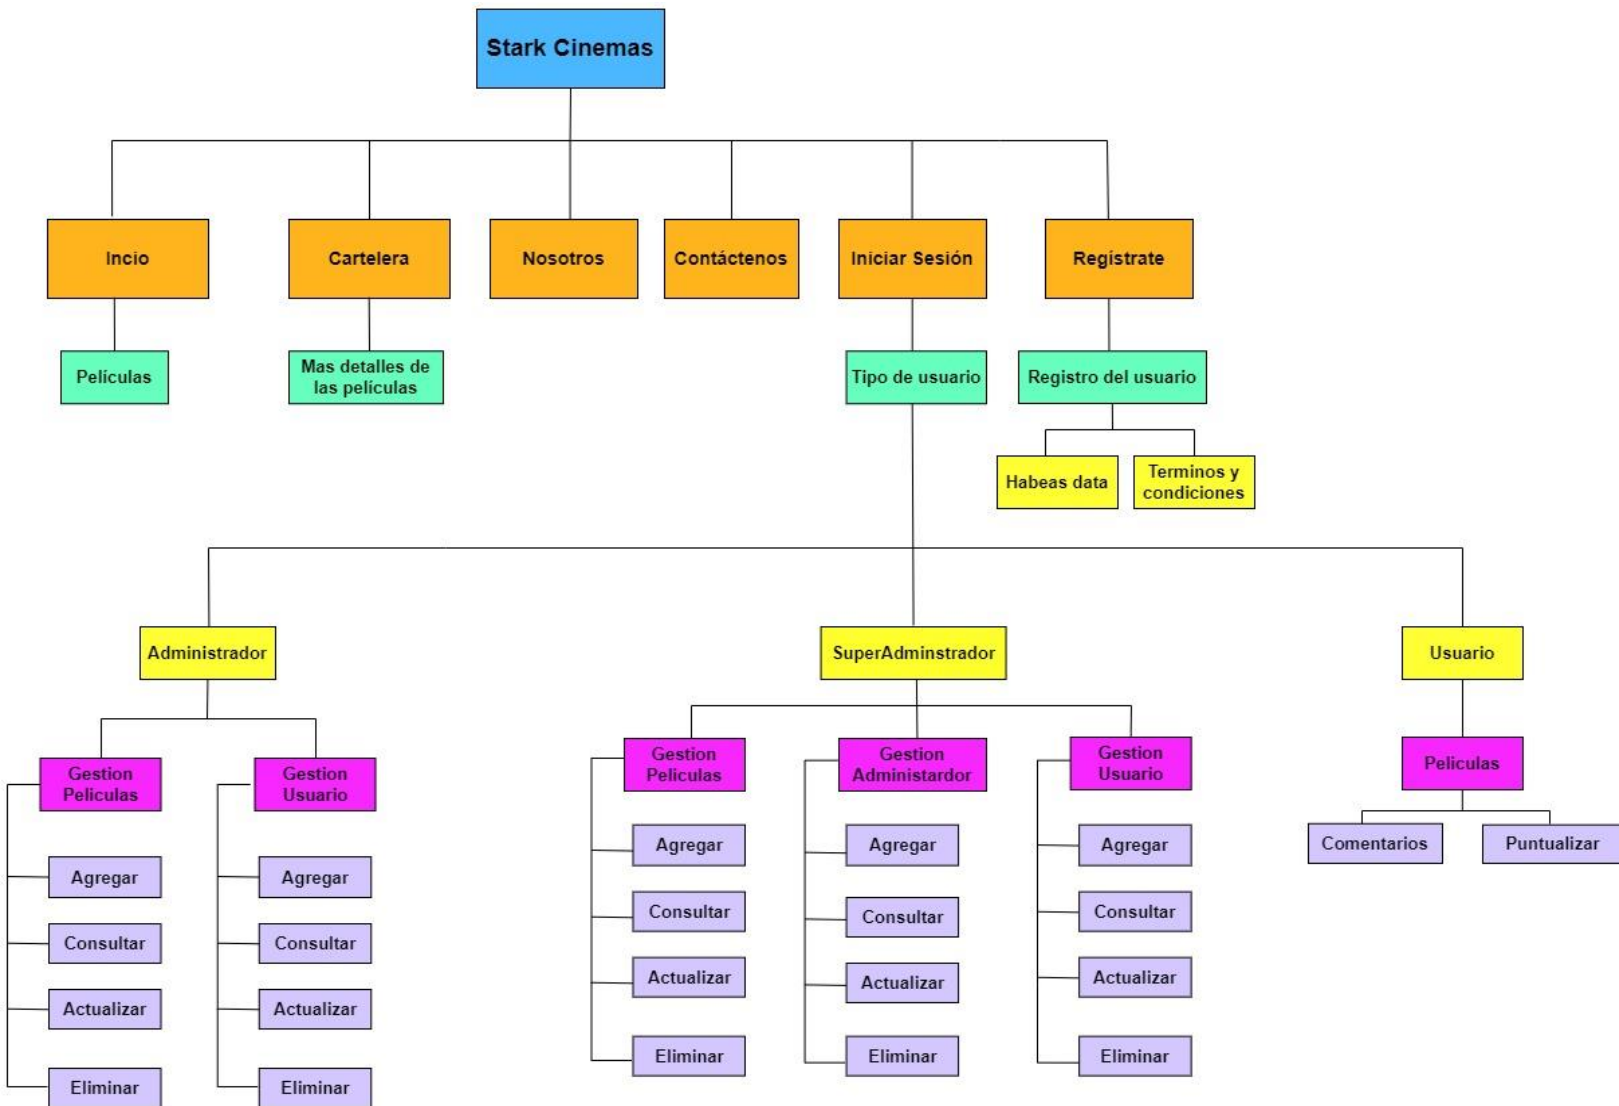 Stark Cinemas
Incio
Cartelera
Nosotros
Contáctenos
Iniciar Sesión
Regístrate
Películas
Mas detalles de
las películas
Tipo de usuario
Registro del usuario
Habeas data
Terminos y
condiciones
Administrador
SuperAdminstrador
Usuario
Gestion
Peliculas
Gestion
Usuario
Gestion
Peliculas
Gestion
Administardor
Gestion
Usuario
Peliculas
Agregar
Consultar
Actualizar
Eliminar
Agregar
Consultar
Actualizar
Eliminar
Agregar
Consultar
Actualizar
Eliminar
Agregar
Consultar
Actualizar
Eliminar
Agregar
Consultar
Actualizar
Eliminar
Comentarios
Puntualizar